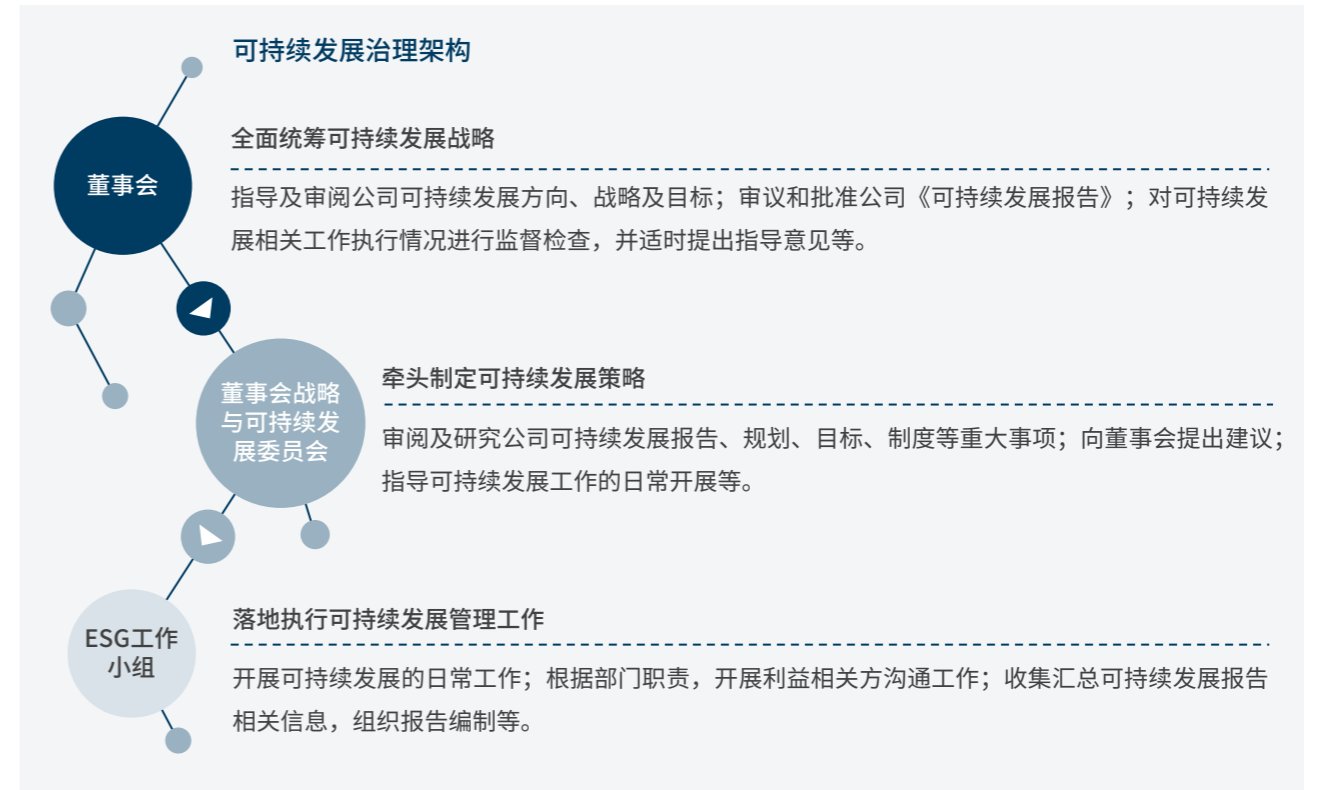 可持续发展治理架构
董事会
全面统筹可持续发展战略
指导及审阅公司可持续发展方向、战略及目标；审议和批准公司《可持续发展报告》；对可持续发
展相关工作执行情况进行监督检查，并适时提出指导意见等。
董事会战略
与可持续发
展委员会
牵头制定可持续发展策略
审阅及研究公司可持续发展报告、规划、目标、制度等重大事项；向董事会提出建议；
指导可持续发展工作的日常开展等。
ESG工作
小组
落地执行可持续发展管理工作
开展可持续发展的日常工作；根据部门职责，开展利益相关方沟通工作；收集汇总可持续发展报告
相关信息，组织报告编制等。